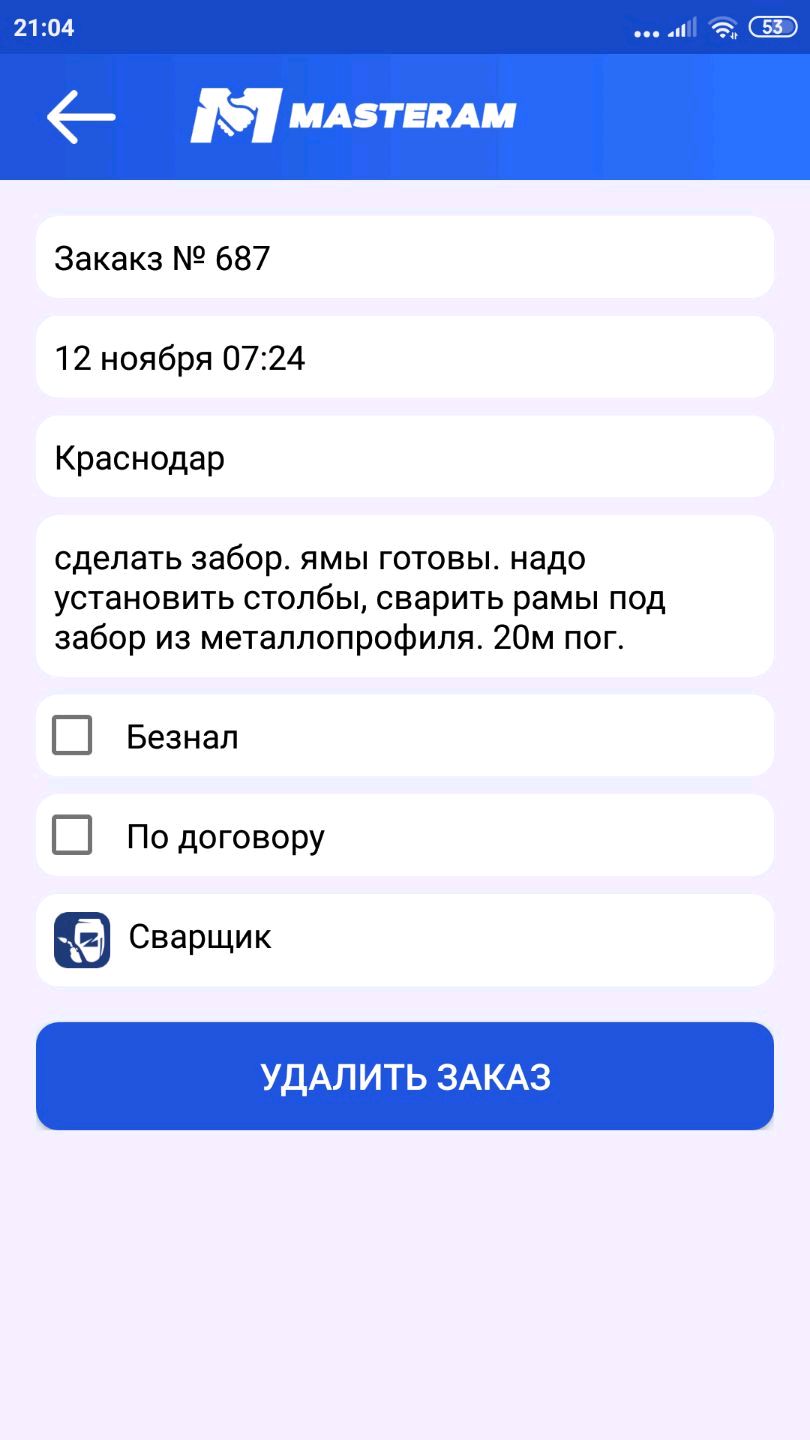 21:04
53
MASTERAM
Закакз № 687
12 ноября 07:24
Краснодар
сделать забор. ямы готовы. надо
установить столбы, сварить рамы под
забор из металлопрофиля. 20м пог.
Безнал
По договору
Сварщик
УДАЛИТЬ ЗАКАЗ